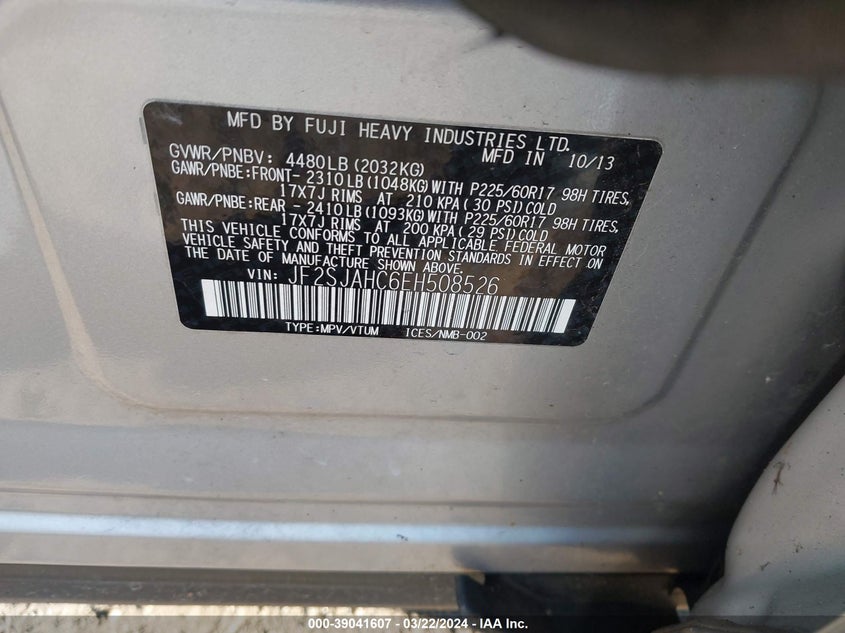 MFD BY FUJI HEAVY INDUSTRIES LTD.
MFD IN 10/13
GVWR/PNBV: 4480LB(2032KG)
GAWR/PNBE:FRONT- 2310LB(1048KG)WITH P225/60R17 98H TIRES,
17X7J RIMS AT 210 KPA(30 PSI)COLD
GAWR/PNBE:REAR - 2410LB(1093KG)WITH P225/60R17 98H TIRES,
17X7J RIMS AT 200 KPA(29 PSI)COLD
THIS VEHICLE CONFORMS TO ALL APPLICABLE FEDERAL MOTOR
VEHICLE SAFETY AND THEFT PREVENTION STANDARDS IN EFFECT ON
THE DATE OF MANUFACTURE SHOWN ABOVE.
VIN: JF2SJAHC6EH508526
TYPE:MPV/VTUM ICES/NMB-002
000-39041607 - 03/22/2024 - IAAI.COM